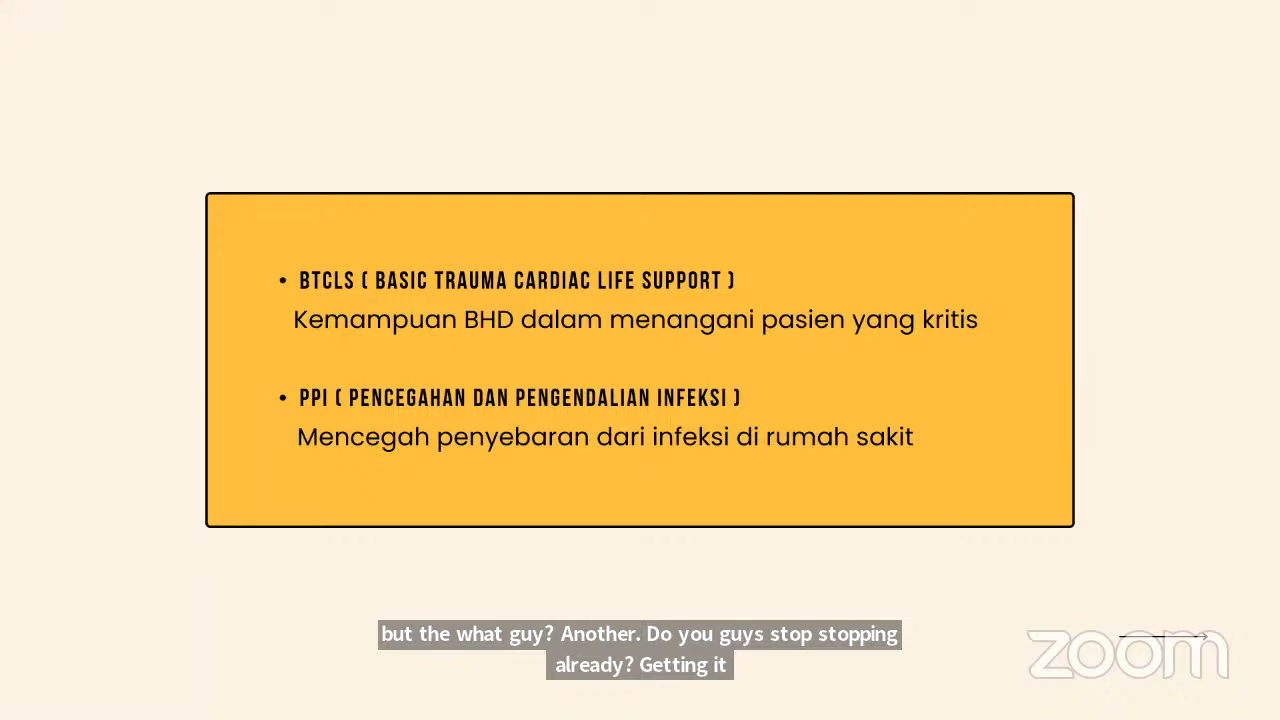 • BTCLS ( BASIC TRAUMA CARDIAC LIFE SUPPORT )
Kemampuan BHD dalam menangani pasien yang kritis
• PPI ( PENCEGAHAN DAN PENGENDALIAN INFEKSI )
Mencegah penyebaran dari infeksi di rumah sakit
but the what guy? Another. Do you guys stop stopping
already? Getting it
zoom